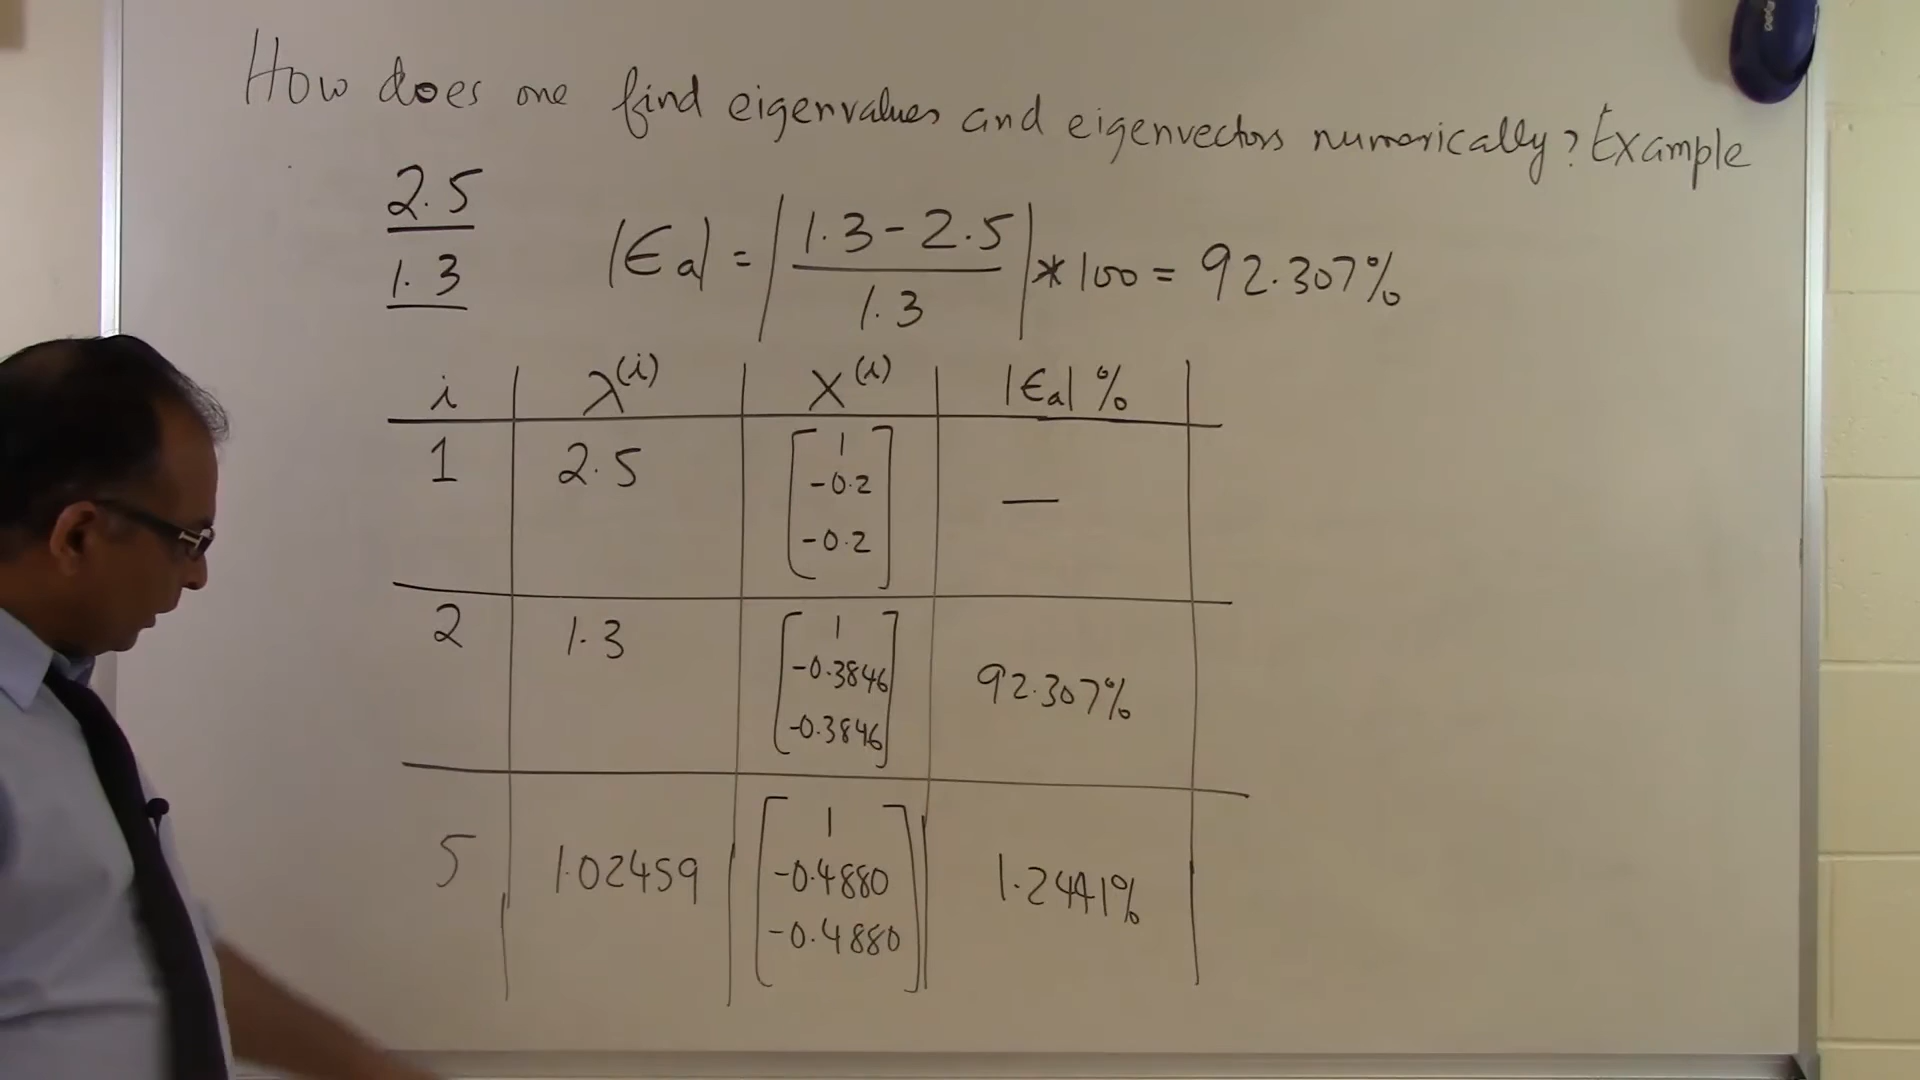 How does one find eigenvalues and eigenvectors numerically? Example
2.5
1.3
|∈a| = |1.3 - 2.5 / 1.3| * 100 = 92.307%
i λ^(i) X^(i) |∈a| %
1 2.5 [1 -0.2 -0.2] —
2 1.3 [1 -0.3846 -0.3846] 92.307%
5 1.02459 [1 -0.4880 -0.4880] 1.2441%